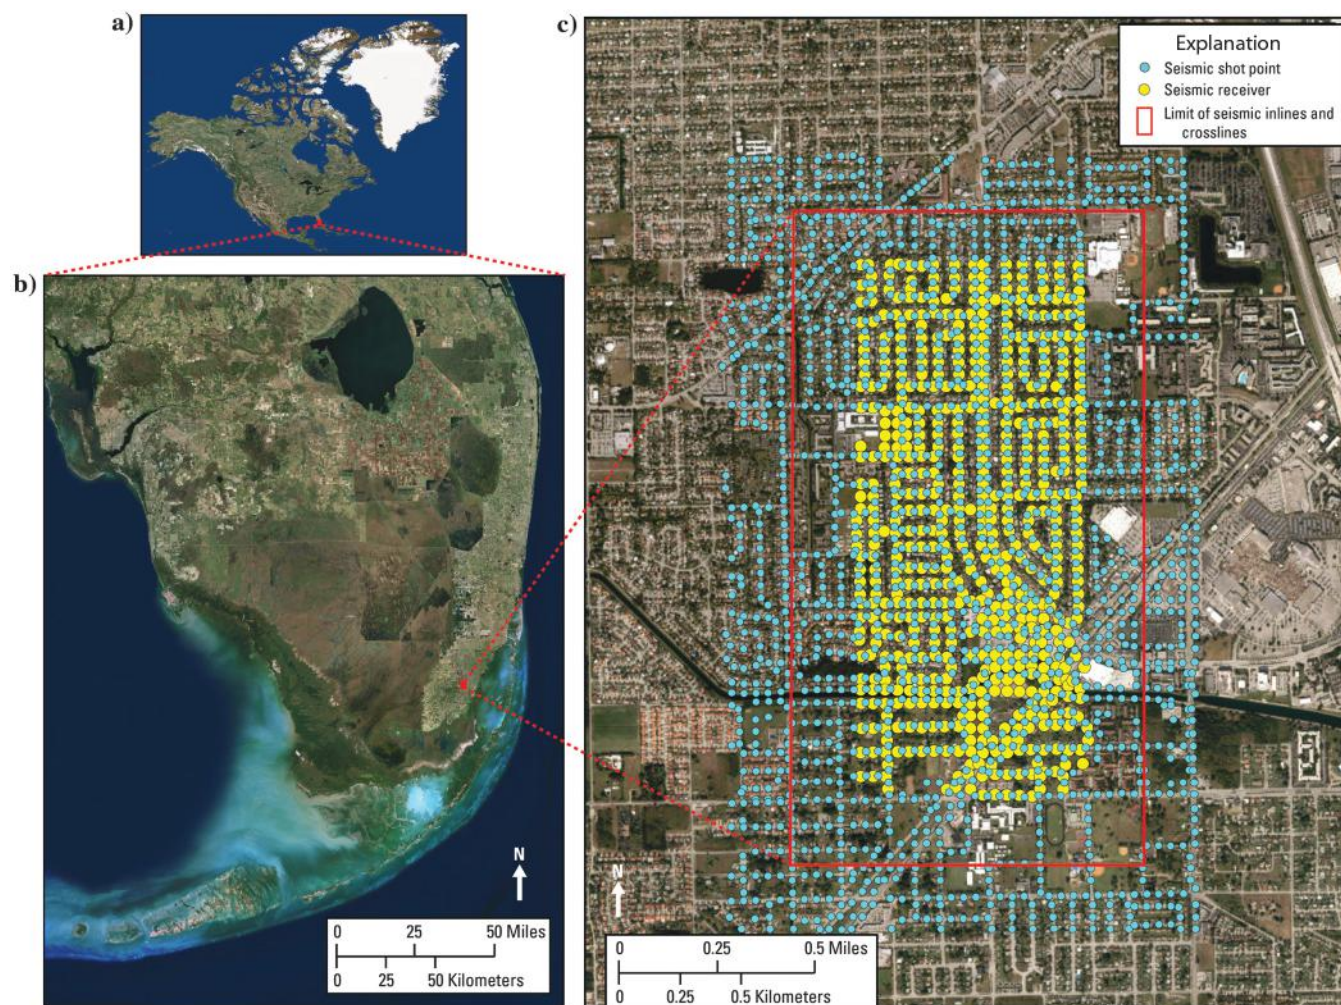 a)
b)
N
0 25 50 Miles
0 25 50 Kilometers
c)
Explanation
Seismic shot point
Seismic receiver
Limit of seismic inlines and
crosslines
N
0 0.25 0.5 Miles
0 0.25 0.5 Kilometers